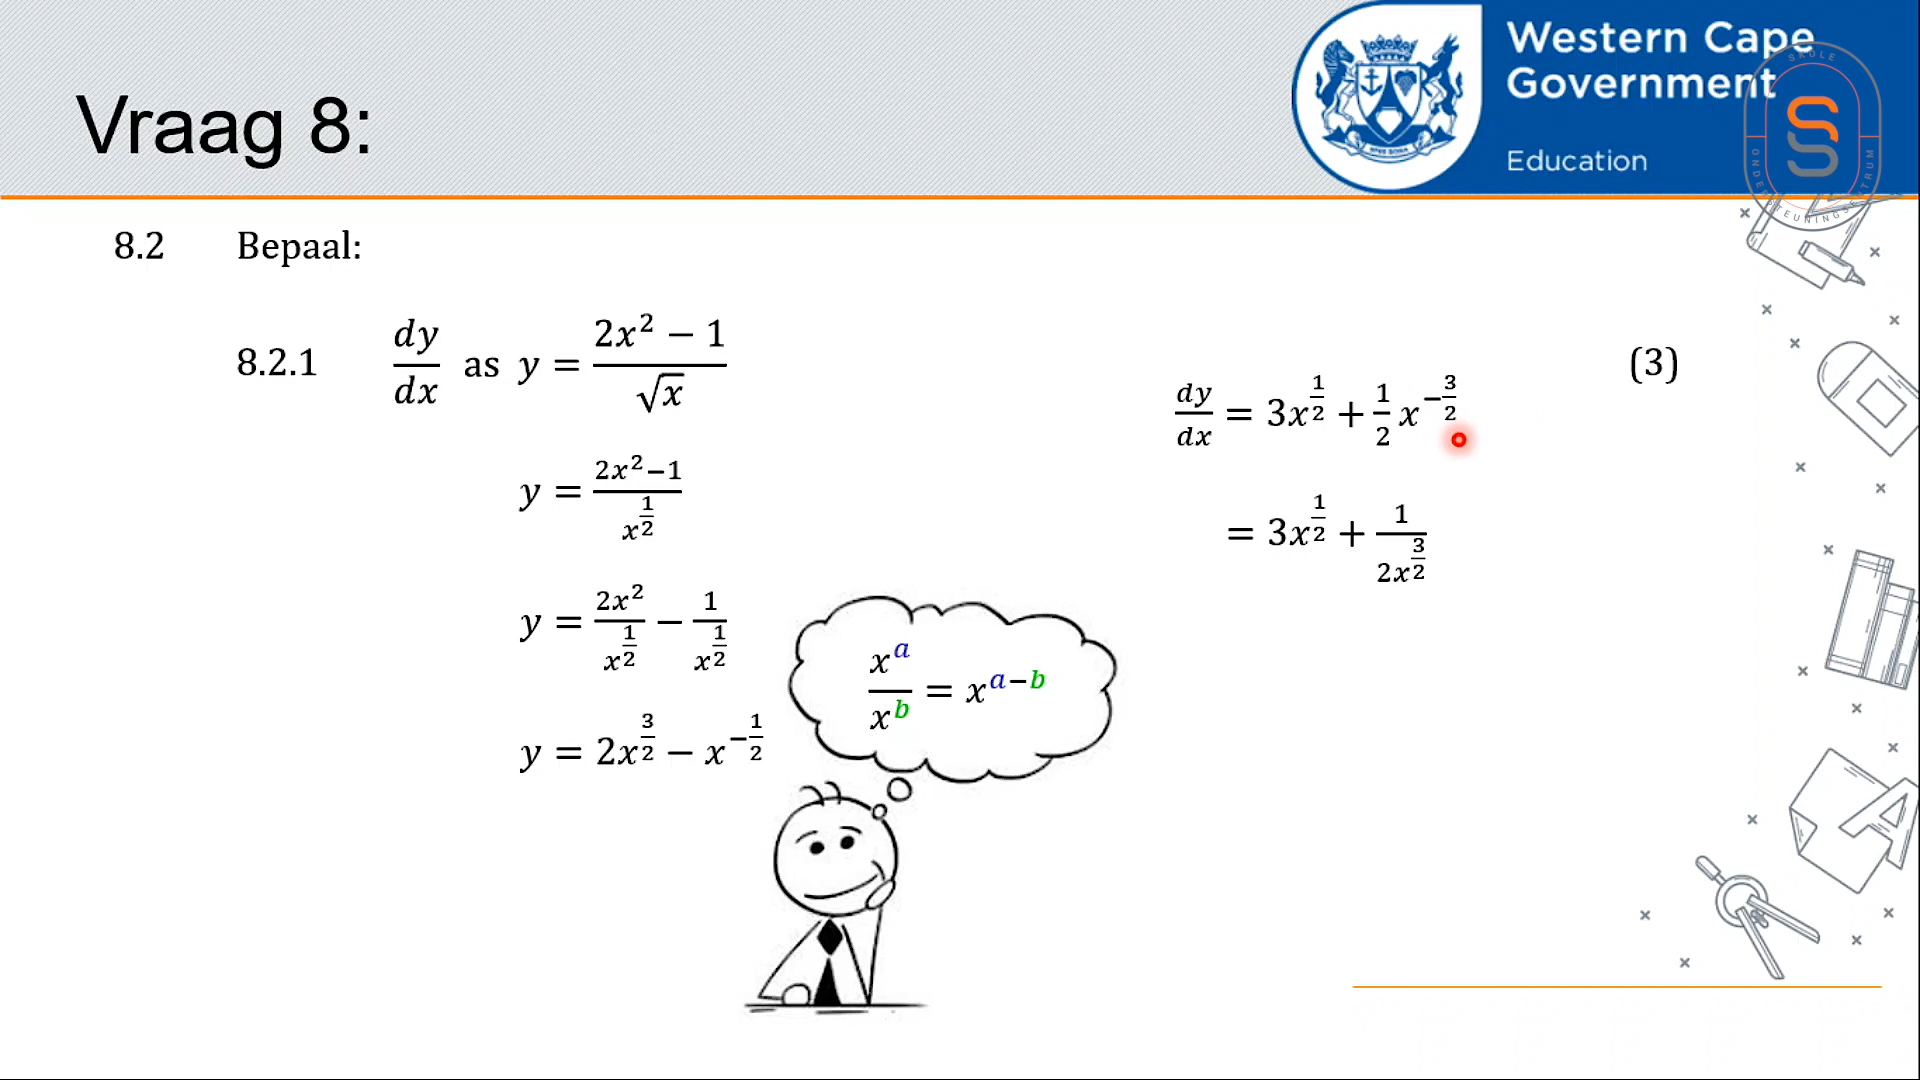 Western Cape
Government
Education
SKOLE
ONDERSTEUNINGSENTRUM
Vraag 8:
8.2 Bepaal:
8.2.1 dy/dx as y = (2x² − 1)/√x (3)
y = (2x²−1)/x^(1/2)
y = 2x²/x^(1/2) − 1/x^(1/2)
y = 2x^(3/2) − x^(−1/2)
x^a/x^b = x^(a−b)
dy/dx = 3x^(1/2) + 1/2 x^(−3/2)
= 3x^(1/2) + 1/(2x^(3/2))